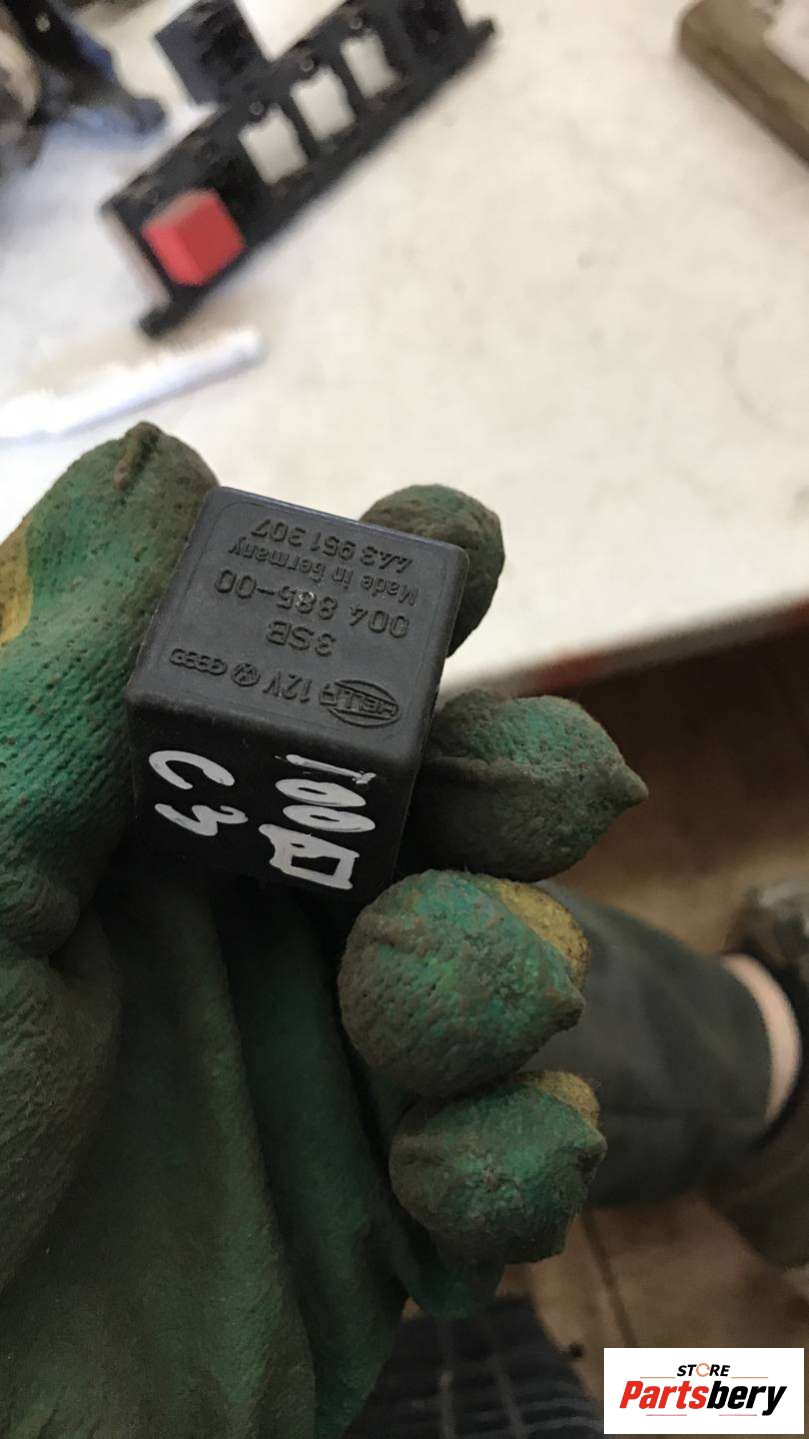 HELLA 12V
3SB
004 885-00
Made in Germany
443 951 307
100
C3
STORE
Partsbery